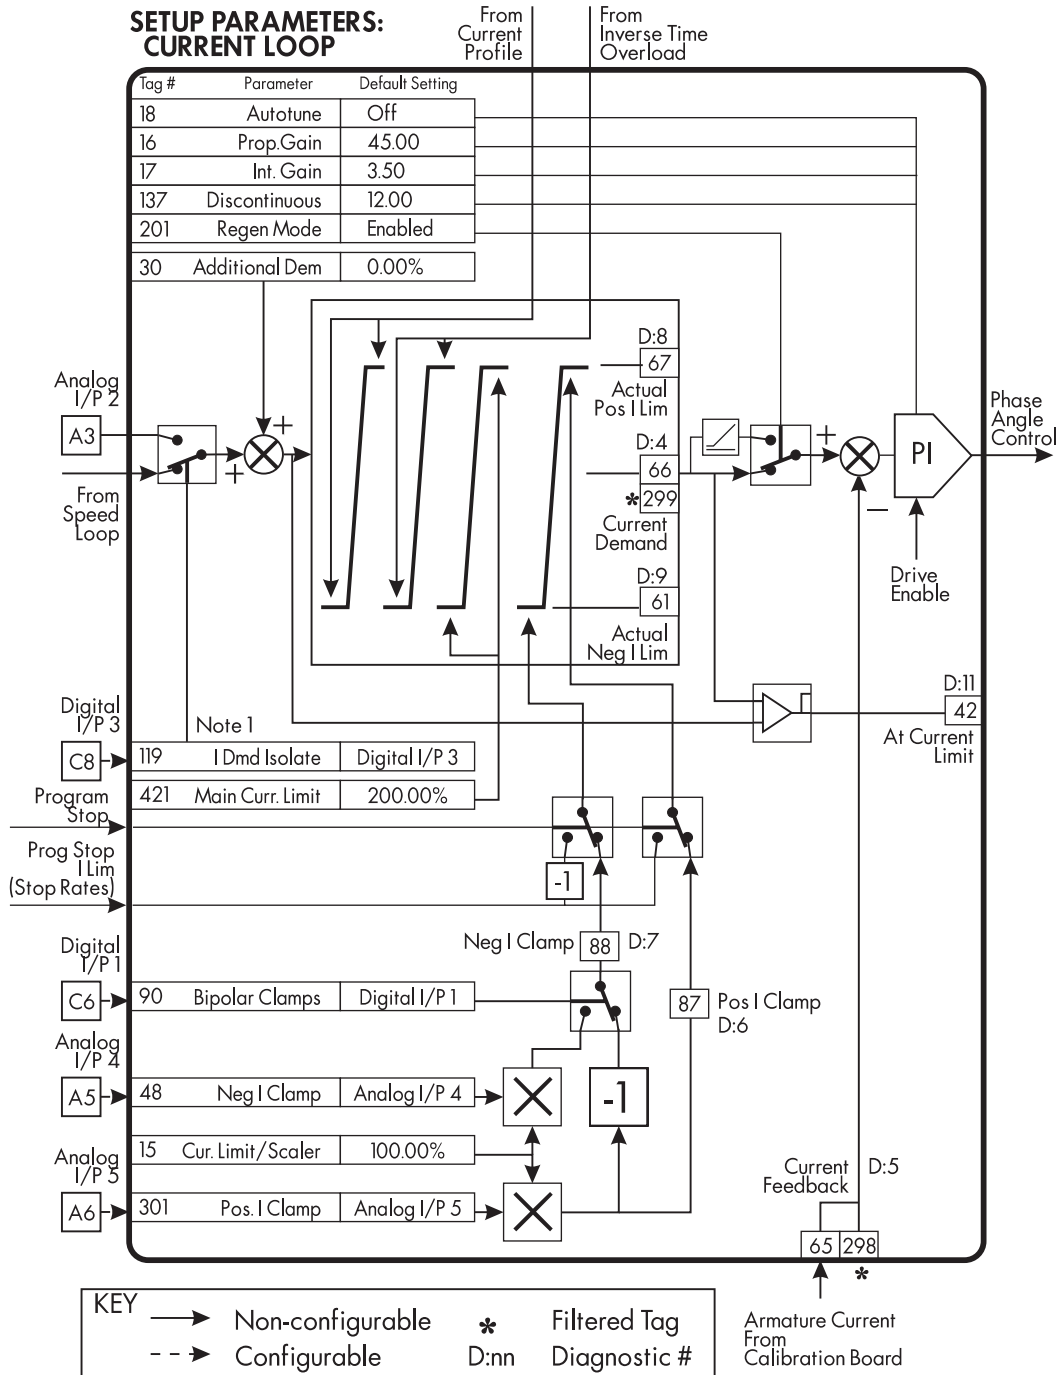 SETUP PARAMETERS:
CURRENT LOOP
From
Current
Profile
From
Inverse Time
Overload
Tag # Parameter Default Setting
18 Autotune Off
16 Prop.Gain 45.00
17 Int. Gain 3.50
137 Discontinuous 12.00
201 Regen Mode Enabled
30 Additional Dem 0.00%
D:8
67
Actual
Pos I Lim
Analog
I/P 2
A3
From
Speed
Loop
+
+
D:4
66
*299
Current
Demand
D:9
61
Actual
Neg I Lim
+
—
PI
Phase
Angle
Control
Drive
Enable
D:11
42
At Current
Limit
Digital
I/P 3
C8
Note 1
119 I Dmd Isolate Digital I/P 3
421 Main Curr. Limit 200.00%
Program
Stop
Prog Stop
I Lim
(Stop Rates)
-1
Neg I Clamp 88 D:7
Digital
I/P 1
C6
90 Bipolar Clamps Digital I/P 1
87 Pos I Clamp
D:6
Analog
I/P 4
A5
48 Neg I Clamp Analog I/P 4
-1
15 Cur. Limit/Scaler 100.00%
Analog
I/P 5
A6
301 Pos. I Clamp Analog I/P 5
Current
Feedback
D:5
65 298
*
Armature Current
From
Calibration Board
KEY
Non-configurable * Filtered Tag
Configurable D:nn Diagnostic #